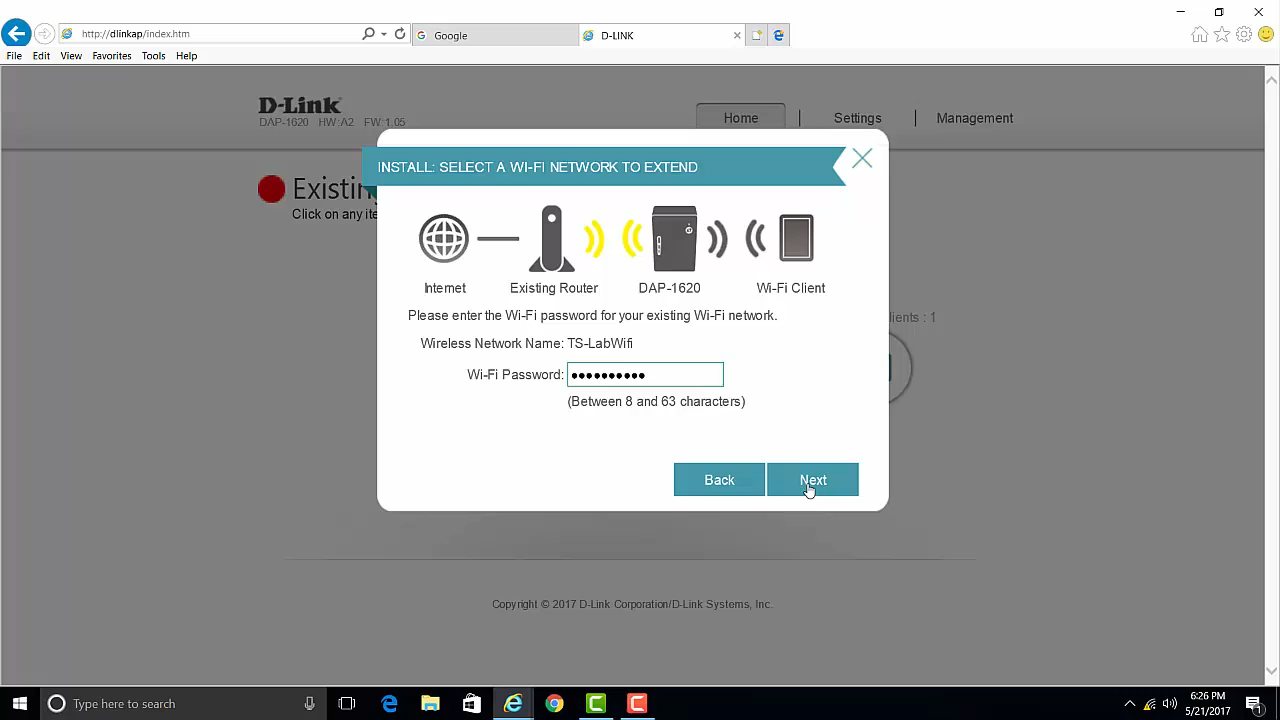 http://dlinkap/index.htm
Google
D-LINK
File Edit View Favorites Tools Help
D-Link
DAP-1620 HW:A2 FW:1.05
Home
Settings
Management
INSTALL: SELECT A WI-FI NETWORK TO EXTEND
Existing
Click on any ite
Internet
Existing Router
DAP-1620
Wi-Fi Client
Please enter the Wi-Fi password for your existing Wi-Fi network.
lients : 1
Wireless Network Name: TS-LabWifi
Wi-Fi Password: ••••••••••
(Between 8 and 63 characters)
Back
Next
Copyright © 2017 D-Link Corporation/D-Link Systems, Inc.
Type here to search
6:26 PM
5/21/2017